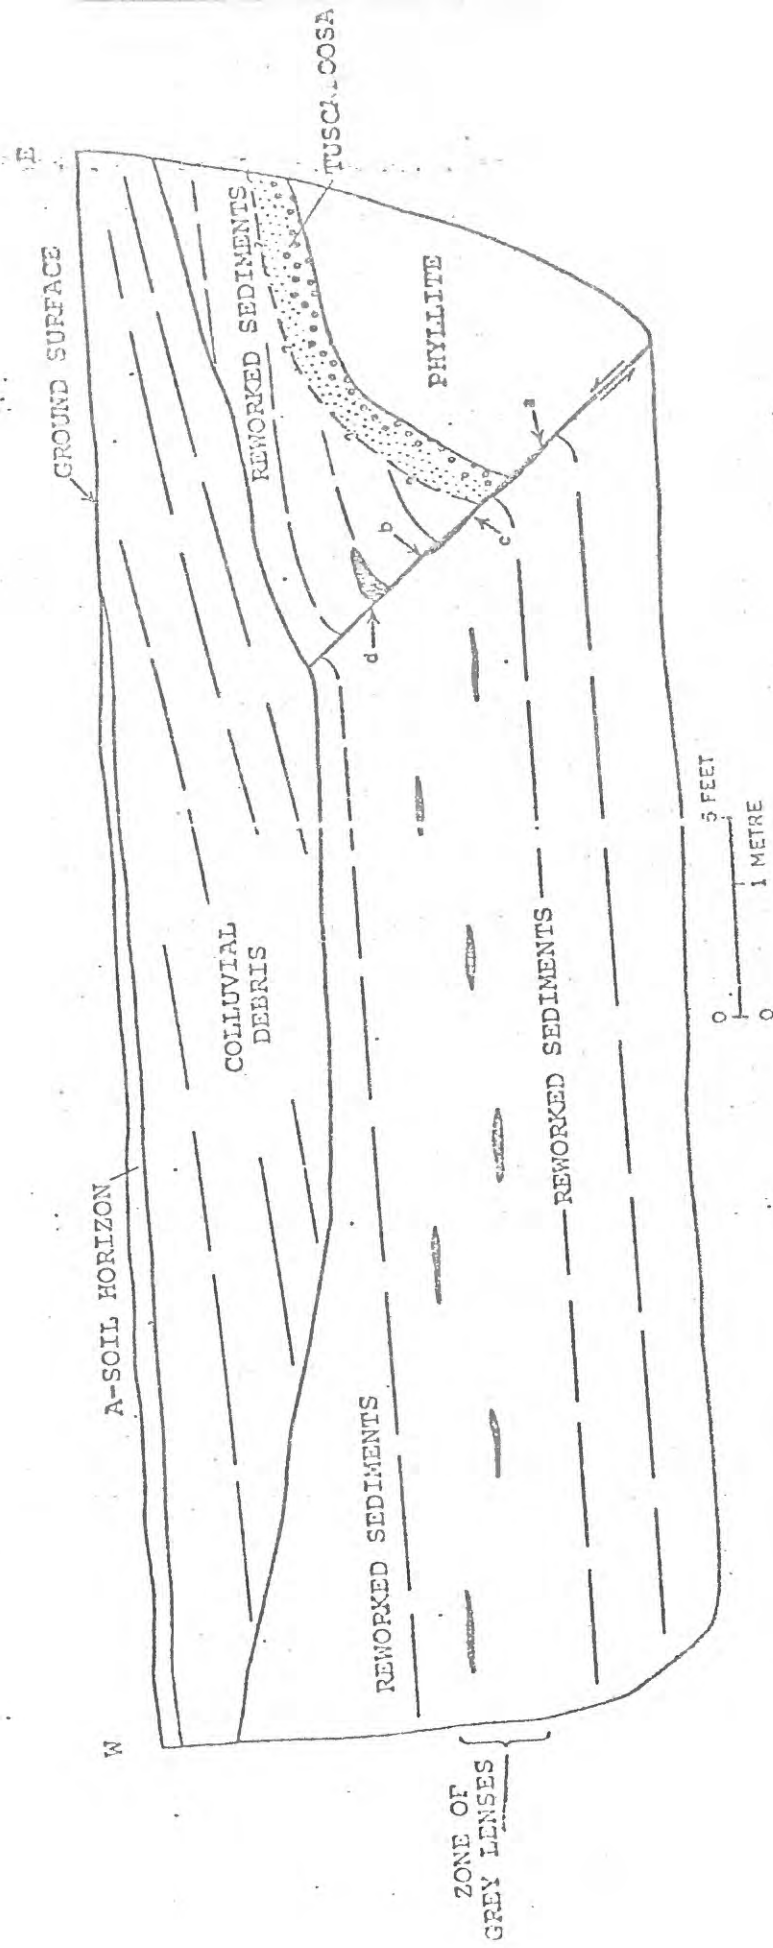 W
E
GROUND SURFACE
A-SOIL HORIZON
COLLUVIAL
DEBRIS
REWORKED SEDIMENTS
TUSCALOOSA
PHYLLITE
REWORKED SEDIMENTS
REWORKED SEDIMENTS
ZONE OF
GREY LENSES
d
b
c
a
0
5 FEET
0
1 METRE